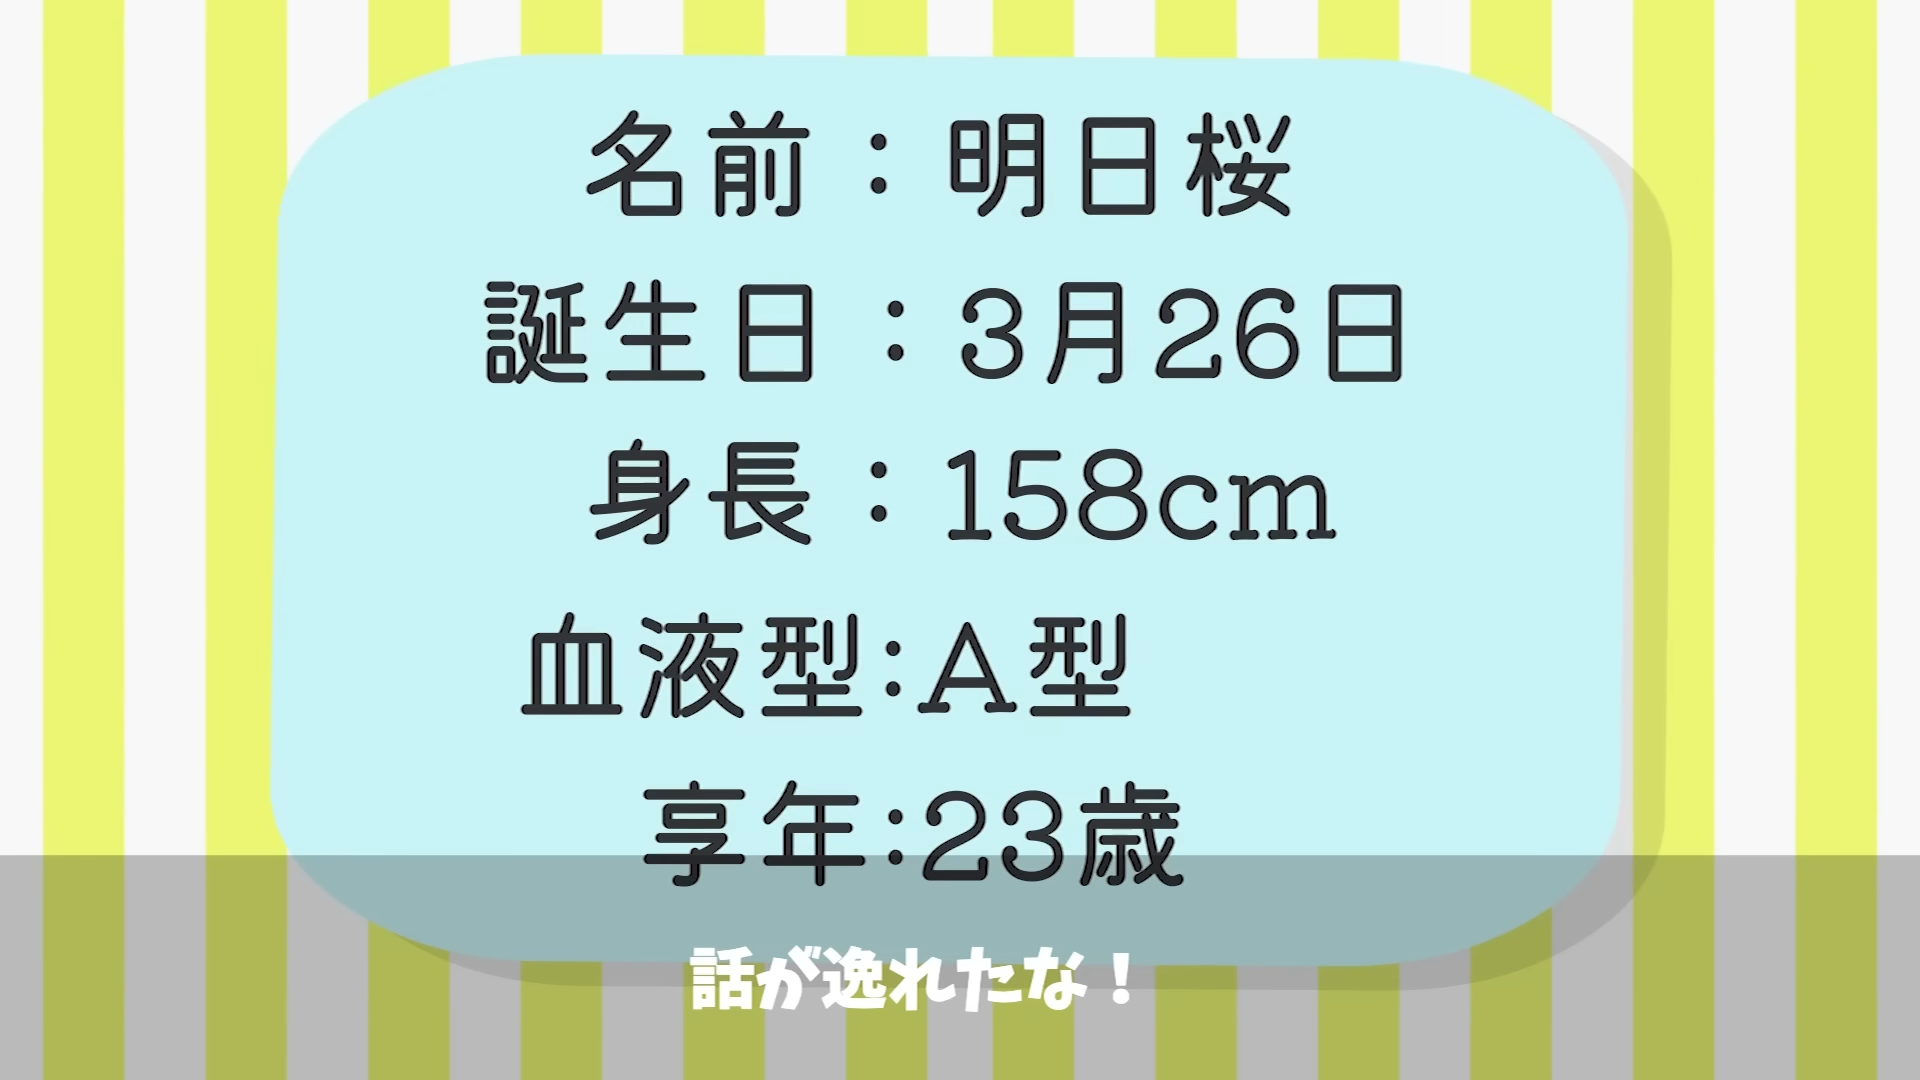 名前：明日桜
誕生日：3月26日
身長：158cm
血液型:A型
享年:23歳
話が逸れたな！